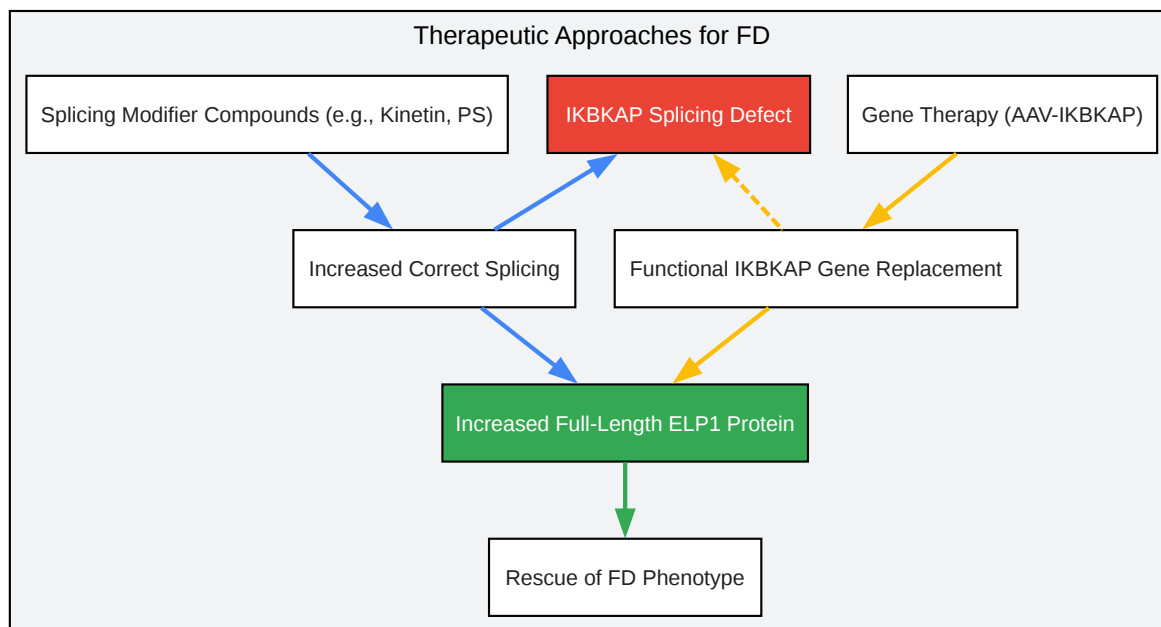 Therapeutic Approaches for FD
Splicing Modifier Compounds (e.g., Kinetin, PS)
IKBKAP Splicing Defect
Gene Therapy (AAV-IKBKAP)
Increased Correct Splicing
Functional IKBKAP Gene Replacement
Increased Full-Length ELP1 Protein
Rescue of FD Phenotype